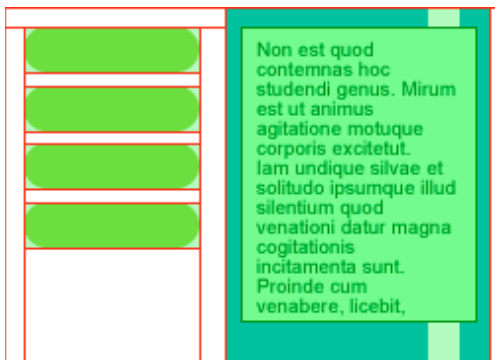 Non est quod
contemnas hoc
studendi genus. Mirum
est ut animus
agitatione motuque
corporis excitetut.
Iam undique silvae et
solitudo ipsumque illud
silentium quod
venationi datur magna
cogitationis
incitamenta sunt.
Proinde cum
venabere, licebit,